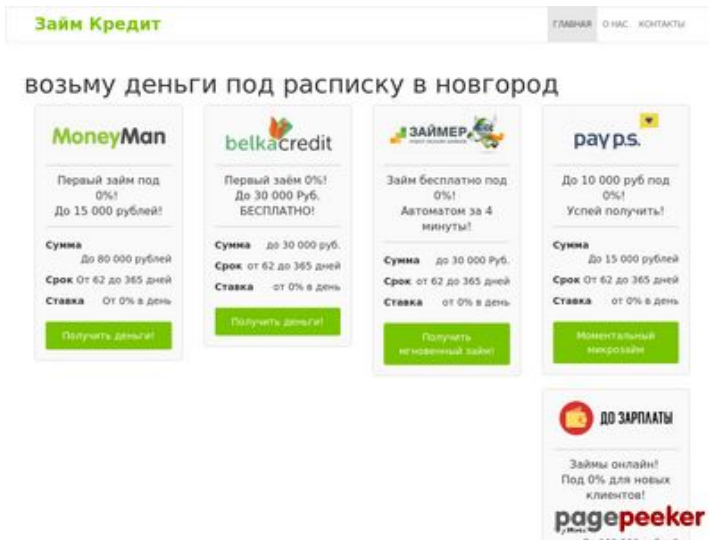 Займ Кредит
ГЛАВНАЯ О НАС КОНТАКТЫ
возьму деньги под расписку в новгород
MoneyMan
Первый займ под
0%!
До 15 000 рублей!
Сумма
До 80 000 рублей
Срок От 62 до 365 дней
Ставка От 0% в день
Получить деньги!
belkacredit
Первый заём 0%!
До 30 000 Руб.
БЕСПЛАТНО!
Сумма до 30 000 руб.
Срок от 62 до 365 дней
Ставка от 0% в день
Получить деньги!
ЗАЙМЕР
Займ бесплатно под
0%!
Автоматом за 4
минуты!
Сумма до 30 000 Руб.
Срок от 62 до 365 дней
Ставка от 0% в день
Получить
мгновенный займ!
pay p.s.
До 10 000 руб под
0%!
Успей получить!
Сумма
До 15 000 рублей
Срок От 62 до 365 дней
Ставка От 0% в день
Моментальный
микрозайм
ДО ЗАРПЛАТЫ
Займы онлайн!
Под 0% для новых
клиентов!
pagepeeker